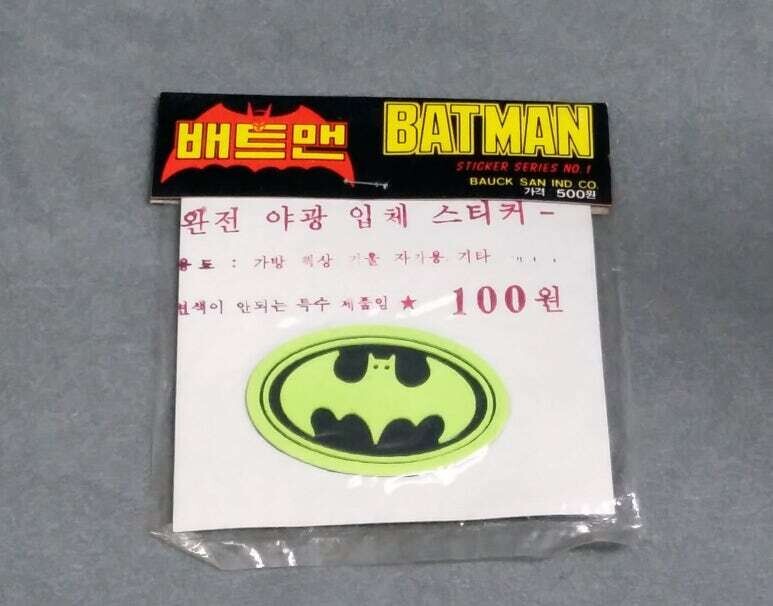 배트맨
BATMAN
STICKER SERIES NO. 1
BAUCK SAN IND. CO.
가격 500원
완전 야광 입체 스티커 -
용도 : 가방 책상 거울 자가용 기타
변색이 안되는 특수 제품임 ★ 100원